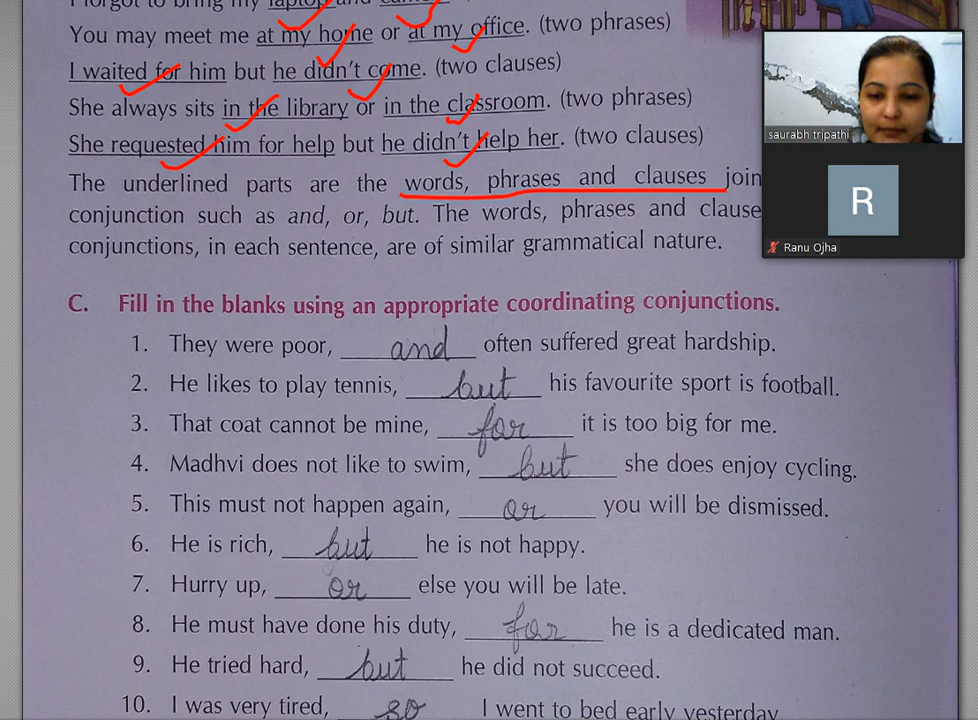 I forgot to bring my laptop and
You may meet me at my home or at my office. (two phrases)
I waited for him but he didn't come. (two clauses)
She always sits in the library or in the classroom. (two phrases)
She requested him for help but he didn't help her. (two clauses)
The underlined parts are the words, phrases and clauses join
conjunction such as and, or, but. The words, phrases and clause
conjunctions, in each sentence, are of similar grammatical nature.
saurabh tripathi
R
Ranu Ojha
C. Fill in the blanks using an appropriate coordinating conjunctions.
1. They were poor, and often suffered great hardship.
2. He likes to play tennis, but his favourite sport is football.
3. That coat cannot be mine, for it is too big for me.
4. Madhvi does not like to swim, but she does enjoy cycling.
5. This must not happen again, or you will be dismissed.
6. He is rich, but he is not happy.
7. Hurry up, or else you will be late.
8. He must have done his duty, for he is a dedicated man.
9. He tried hard, but he did not succeed.
10. I was very tired, so I went to bed early yesterday